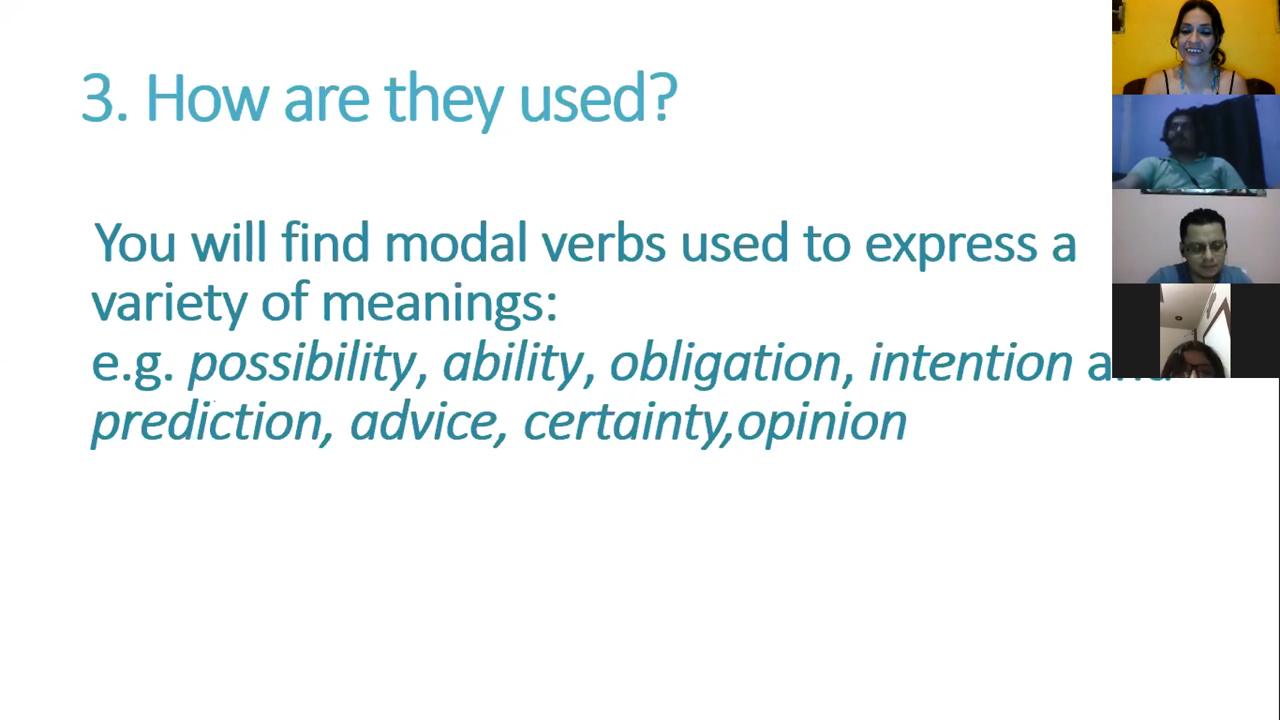 3. How are they used?
You will find modal verbs used to express a
variety of meanings:
e.g. possibility, ability, obligation, intention
prediction, advice, certainty,opinion